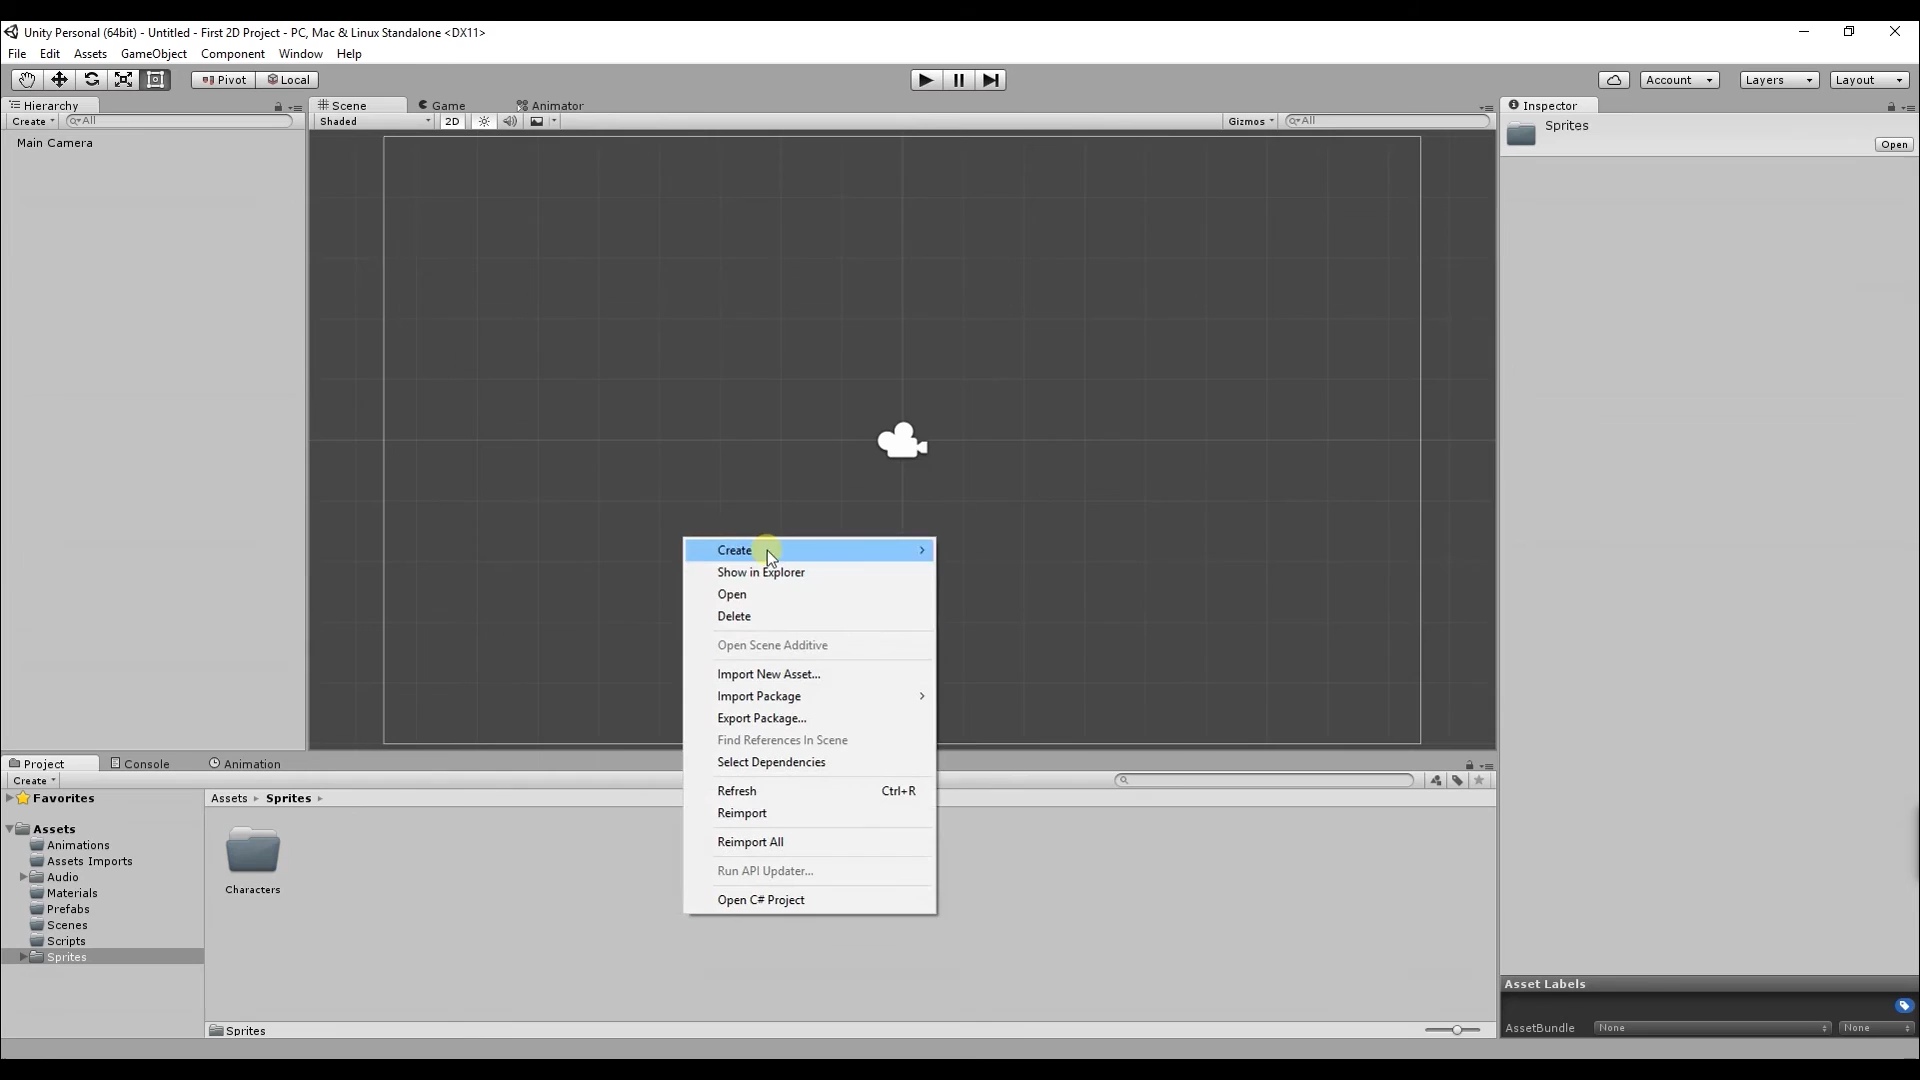 Unity Personal (64bit) - Untitled - First 2D Project - PC, Mac & Linux Standalone <DX11>
File Edit Assets GameObject Component Window Help
Pivot Local Account Layers Layout
Hierarchy Scene Game Animator Inspector
Create All Shaded 2D Gizmos All
Sprites
Open
Main Camera
Create
Show in Explorer
Open
Delete
Open Scene Additive
Import New Asset...
Import Package
Export Package...
Find References In Scene
Select Dependencies
Refresh Ctrl+R
Reimport
Reimport All
Run API Updater...
Open C# Project
Project Console Animation
Create
Favorites
Assets
Animations
Assets Imports
Audio
Materials
Prefabs
Scenes
Scripts
Sprites
Assets Sprites
Characters
Sprites
Asset Labels
AssetBundle None None